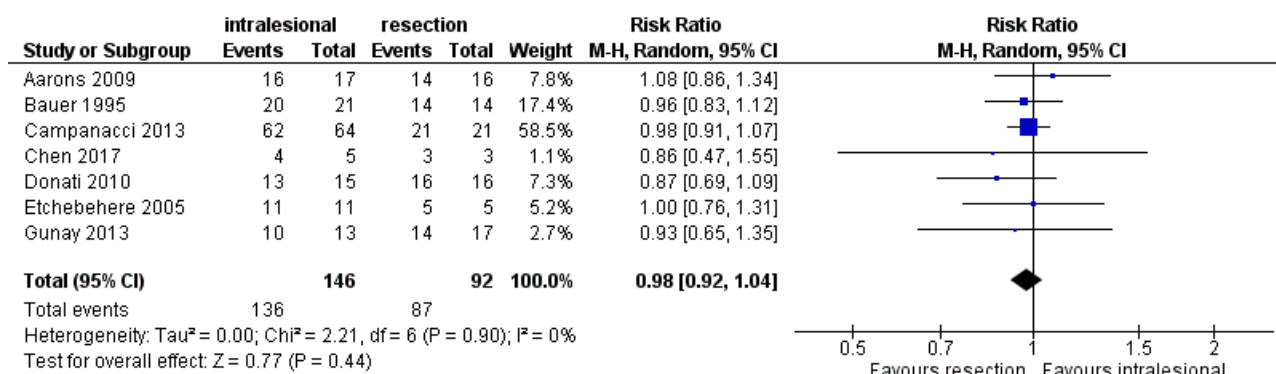 intralesional resection Risk Ratio Risk Ratio
Study or Subgroup Events Total Events Total Weight M-H, Random, 95% CI M-H, Random, 95% CI
Aarons 2009 16 17 14 16 7.8% 1.08 [0.86, 1.34]
Bauer 1995 20 21 14 14 17.4% 0.96 [0.83, 1.12]
Campanacci 2013 62 64 21 21 58.5% 0.98 [0.91, 1.07]
Chen 2017 4 5 3 3 1.1% 0.86 [0.47, 1.55]
Donati 2010 13 15 16 16 7.3% 0.87 [0.69, 1.09]
Etchebehere 2005 11 11 5 5 5.2% 1.00 [0.76, 1.31]
Gunay 2013 10 13 14 17 2.7% 0.93 [0.65, 1.35]
Total (95% CI) 146 92 100.0% 0.98 [0.92, 1.04]
Total events 136 87
Heterogeneity: Tau² = 0.00; Chi² = 2.21, df = 6 (P = 0.90); I² = 0%
Test for overall effect: Z = 0.77 (P = 0.44)
0.5 0.7 1 1.5 2
Favours resection Favours intralesional